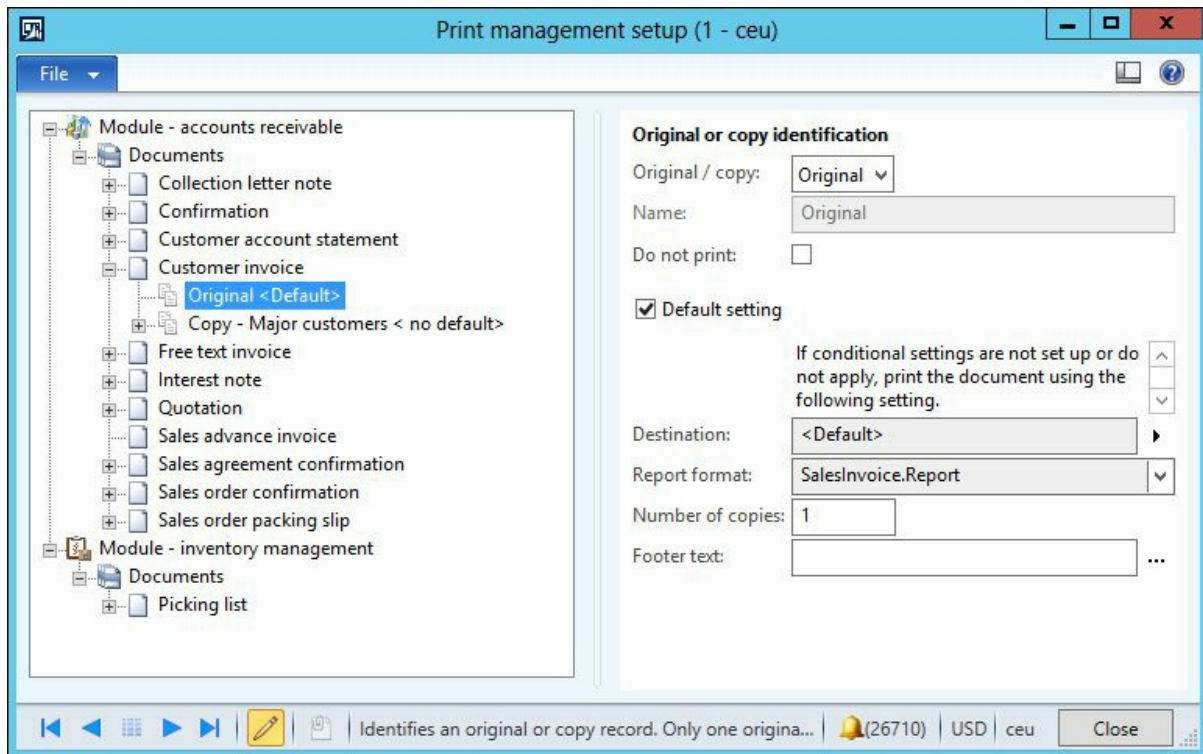 Print management setup (1 - ceu)
File
Module - accounts receivable
Documents
Collection letter note
Confirmation
Customer account statement
Customer invoice
Original <Default>
Copy - Major customers < no default>
Free text invoice
Interest note
Quotation
Sales advance invoice
Sales agreement confirmation
Sales order confirmation
Sales order packing slip
Module - inventory management
Documents
Picking list
Original or copy identification
Original / copy: Original
Name: Original
Do not print:
Default setting
If conditional settings are not set up or do
not apply, print the document using the
following setting.
Destination: <Default>
Report format: SalesInvoice.Report
Number of copies: 1
Footer text: ...
Identifies an original or copy record. Only one origina... (26710) USD ceu Close